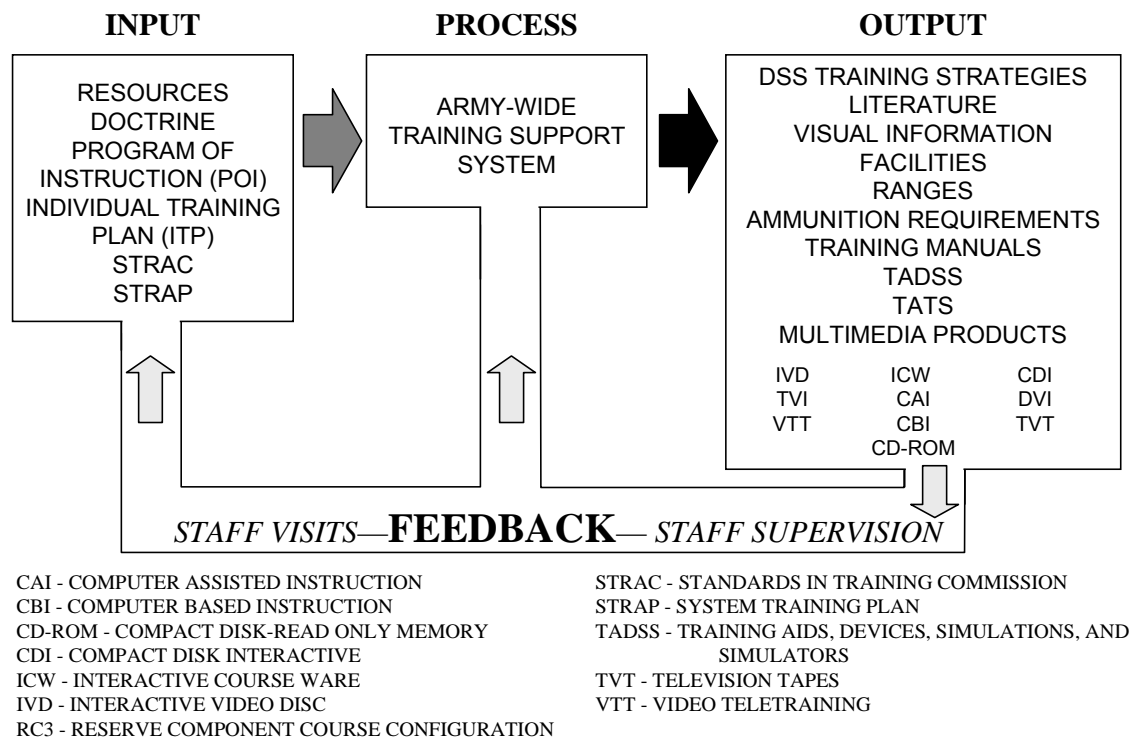 INPUT
PROCESS
OUTPUT
RESOURCES
DOCTRINE
PROGRAM OF
INSTRUCTION (POI)
INDIVIDUAL TRAINING
PLAN (ITP)
STRAC
STRAP
ARMY-WIDE
TRAINING SUPPORT
SYSTEM
DSS TRAINING STRATEGIES
LITERATURE
VISUAL INFORMATION
FACILITIES
RANGES
AMMUNITION REQUIREMENTS
TRAINING MANUALS
TADSS
TATS
MULTIMEDIA PRODUCTS
IVD ICW CDI
TVI CAI DVI
VTT CBI TVT
CD-ROM
STAFF VISITS—FEEDBACK— STAFF SUPERVISION
CAI - COMPUTER ASSISTED INSTRUCTION
CBI - COMPUTER BASED INSTRUCTION
CD-ROM - COMPACT DISK-READ ONLY MEMORY
CDI - COMPACT DISK INTERACTIVE
ICW - INTERACTIVE COURSE WARE
IVD - INTERACTIVE VIDEO DISC
RC3 - RESERVE COMPONENT COURSE CONFIGURATION
STRAC - STANDARDS IN TRAINING COMMISSION
STRAP - SYSTEM TRAINING PLAN
TADSS - TRAINING AIDS, DEVICES, SIMULATIONS, AND
SIMULATORS
TVT - TELEVISION TAPES
VTT - VIDEO TELETRAINING